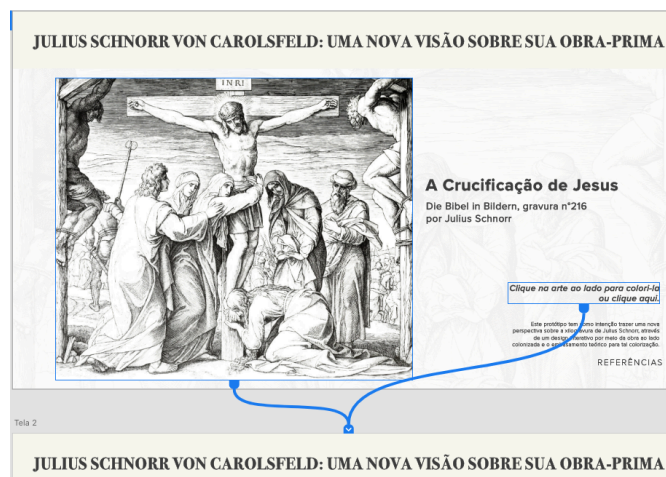 JULIUS SCHNORR VON CAROLSFELD: UMA NOVA VISÃO SOBRE SUA OBRA-PRIMA
INRI
A Crucificação de Jesus
Die Bibel in Bildern, gravura n°216
por Julius Schnorr
Clique na arte ao lado para colori-la
ou clique aqui.
Este protótipo tem como intenção trazer uma nova
perspectiva sobre a xilogravura de Julius Schnorr, através
de um design interativo por meio da obra ao lado
colorizada e o embasamento teórico para tal colorização.
REFERÊNCIAS
Tela 2
JULIUS SCHNORR VON CAROLSFELD: UMA NOVA VISÃO SOBRE SUA OBRA-PRIMA